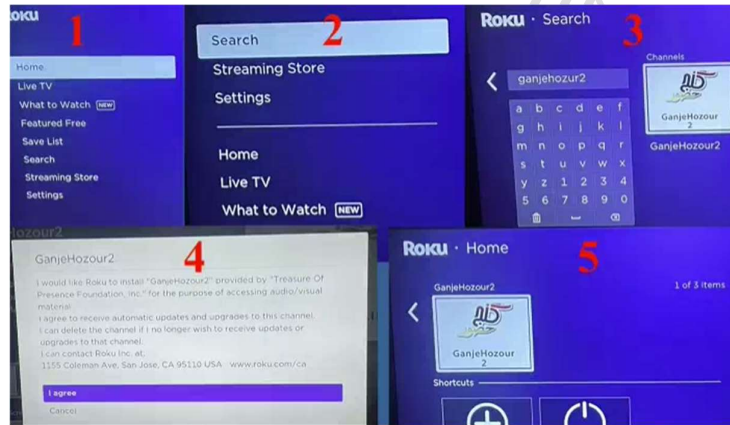 ROKU
1
Home
Live TV
What to Watch NEW
Featured Free
Save List
Search
Streaming Store
Settings
2
Search
Streaming Store
Settings
Home
Live TV
What to Watch NEW
ROKU · Search
3
ganjehozur2
a b c d e f
g h i j k l
m n o p q r
s t u v w x
y z 1 2 3 4
5 6 7 8 9 0
Channels
گنج
حضور
GanjeHozour
2
GanjeHozour2
Hozour2
4
GanjeHozour2
I would like Roku to install "GanjeHozour2" provided by "Treasure Of
Presence Foundation, Inc." for the purpose of accessing audio/visual
material.
I agree to receive automatic updates and upgrades to this channel.
I can delete the channel if I no longer wish to receive updates or
upgrades to that channel.
I can contact Roku Inc. at,
1155 Coleman Ave, San Jose, CA 95110 USA www.roku.com/ca
I agree
Cancel
ROKU · Home
5
GanjeHozour2
1 of 3 items
گنج
حضور
GanjeHozour
2
Shortcuts